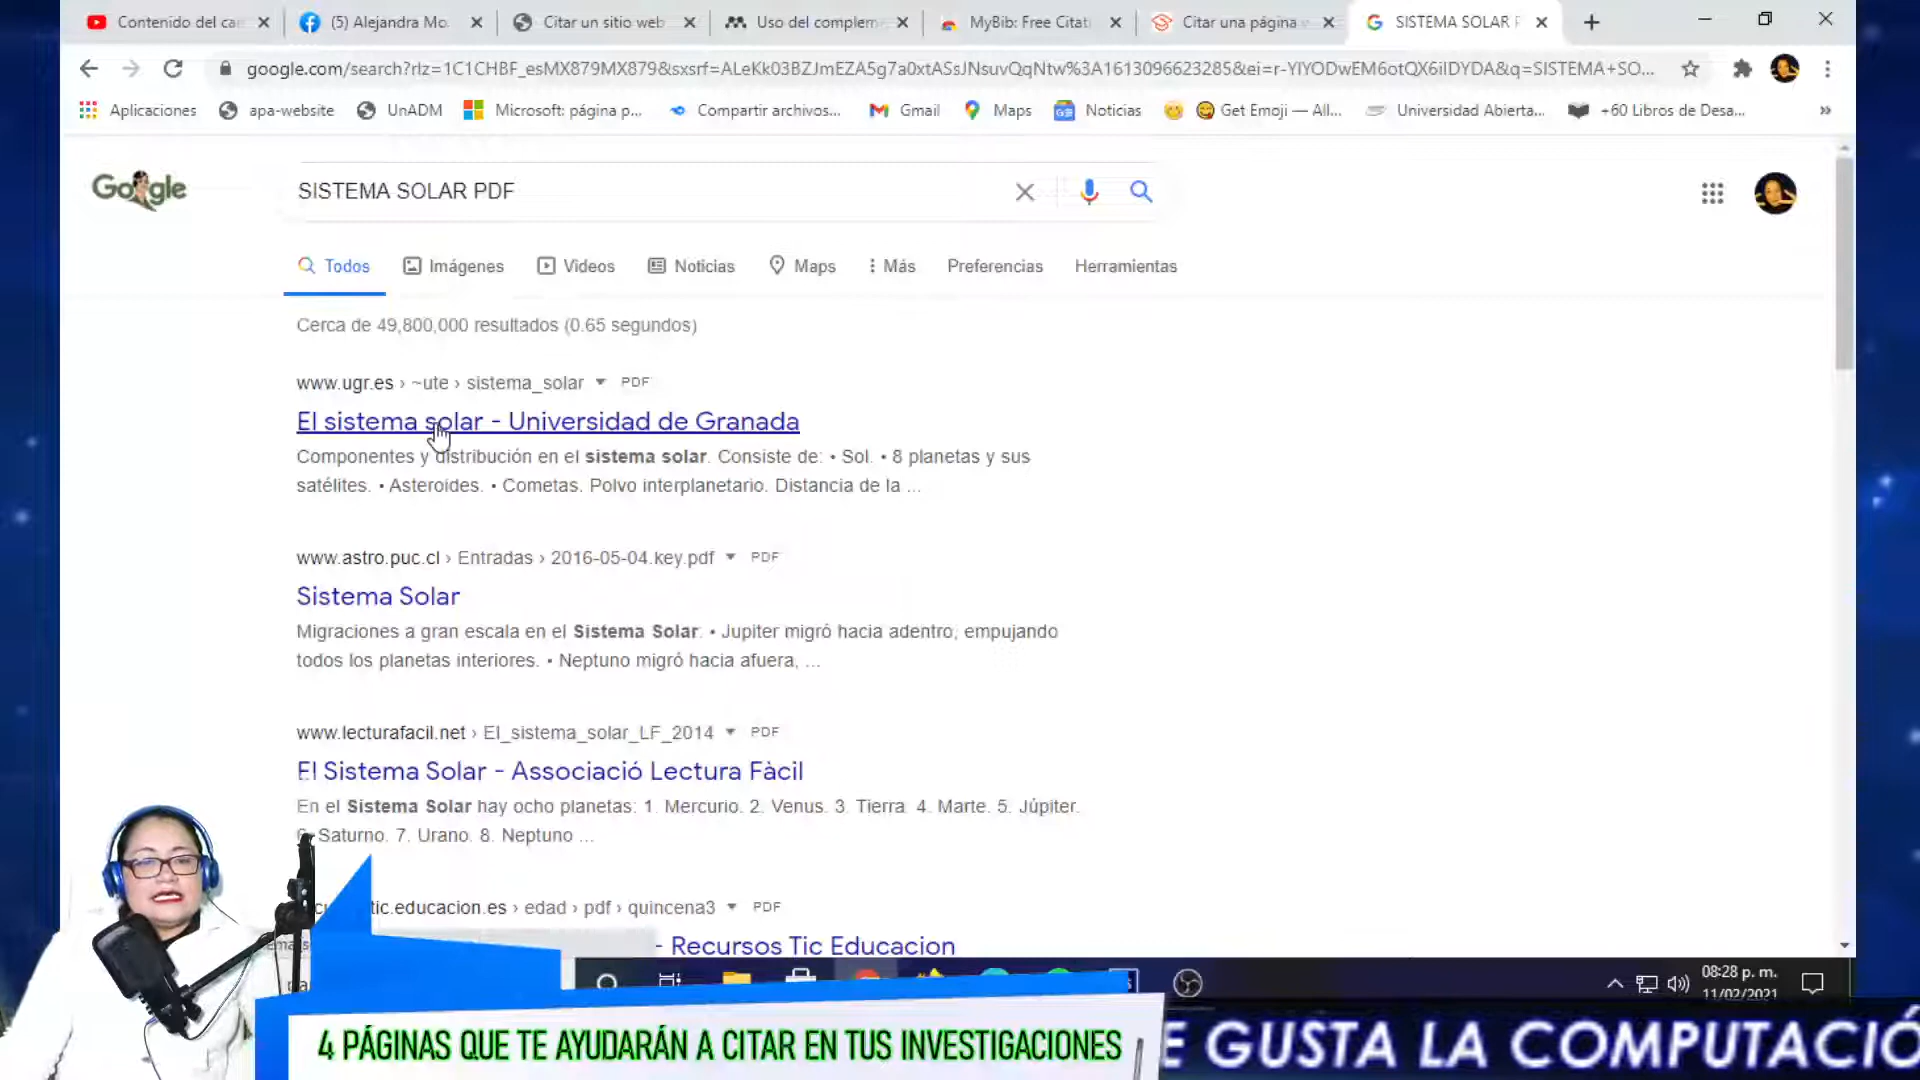 Contenido del ca
(5) Alejandra Mo
Citar un sitio web
Uso del complem
MyBib: Free Citat
Citar una página v
SISTEMA SOLAR P
google.com/search?rlz=1C1CHBF_esMX879MX879&sxsrf=ALeKk03BZJmEZA5g7a0xtASsJNsuvQqNtw%3A1613096623285&ei=r-YlYODwEM6otQX6iIDYDA&q=SISTEMA+SO...
Aplicaciones
apa-website
UnADM
Microsoft: página p...
Compartir archivos...
Gmail
Maps
Noticias
Get Emoji — All...
Universidad Abierta...
+60 Libros de Desa...
Google
SISTEMA SOLAR PDF
Todos
Imágenes
Videos
Noticias
Maps
Más
Preferencias
Herramientas
Cerca de 49,800,000 resultados (0.65 segundos)
www.ugr.es › ~ute › sistema_solar PDF
El sistema solar - Universidad de Granada
Componentes y distribución en el sistema solar. Consiste de: • Sol. • 8 planetas y sus
satélites. • Asteroides. • Cometas. Polvo interplanetario. Distancia de la ...
www.astro.puc.cl › Entradas › 2016-05-04.key.pdf PDF
Sistema Solar
Migraciones a gran escala en el Sistema Solar. • Jupiter migró hacia adentro, empujando
todos los planetas interiores. • Neptuno migró hacia afuera, ...
www.lecturafacil.net › El_sistema_solar_LF_2014 PDF
El Sistema Solar - Associació Lectura Fàcil
En el Sistema Solar hay ocho planetas: 1. Mercurio. 2. Venus. 3. Tierra. 4. Marte. 5. Júpiter.
6. Saturno. 7. Urano. 8. Neptuno ...
tic.educacion.es › edad › pdf › quincena3 PDF
- Recursos Tic Educacion
08:28 p. m.
11/02/2021
4 PÁGINAS QUE TE AYUDARÁN A CITAR EN TUS INVESTIGACIONES
E GUSTA LA COMPUTACIÓ